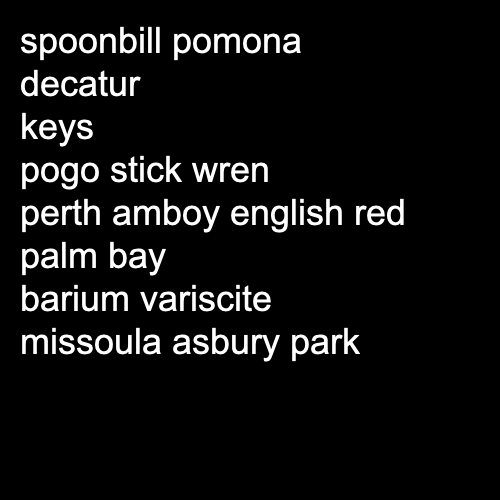 spoonbill pomona
decatur
keys
pogo stick wren
perth amboy english red
palm bay
barium variscite
missoula asbury park